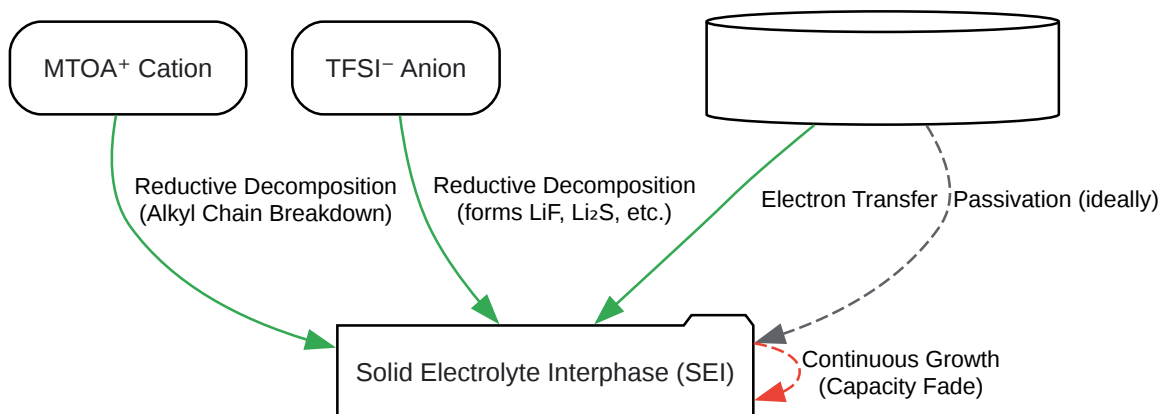 MTOA⁺ Cation
TFSI⁻ Anion
Reductive Decomposition
(Alkyl Chain Breakdown)
Reductive Decomposition
(forms LiF, Li₂S, etc.)
Electron Transfer
Passivation (ideally)
Solid Electrolyte Interphase (SEI)
Continuous Growth
(Capacity Fade)